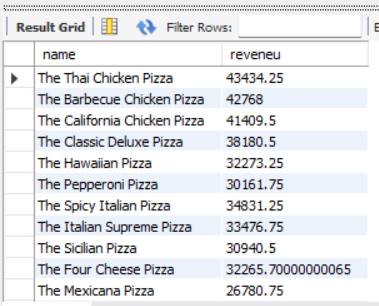 Result Grid Filter Rows: E
name reveneu
The Thai Chicken Pizza 43434.25
The Barbecue Chicken Pizza 42768
The California Chicken Pizza 41409.5
The Classic Deluxe Pizza 38180.5
The Hawaiian Pizza 32273.25
The Pepperoni Pizza 30161.75
The Spicy Italian Pizza 34831.25
The Italian Supreme Pizza 33476.75
The Sicilian Pizza 30940.5
The Four Cheese Pizza 32265.70000000065
The Mexicana Pizza 26780.75